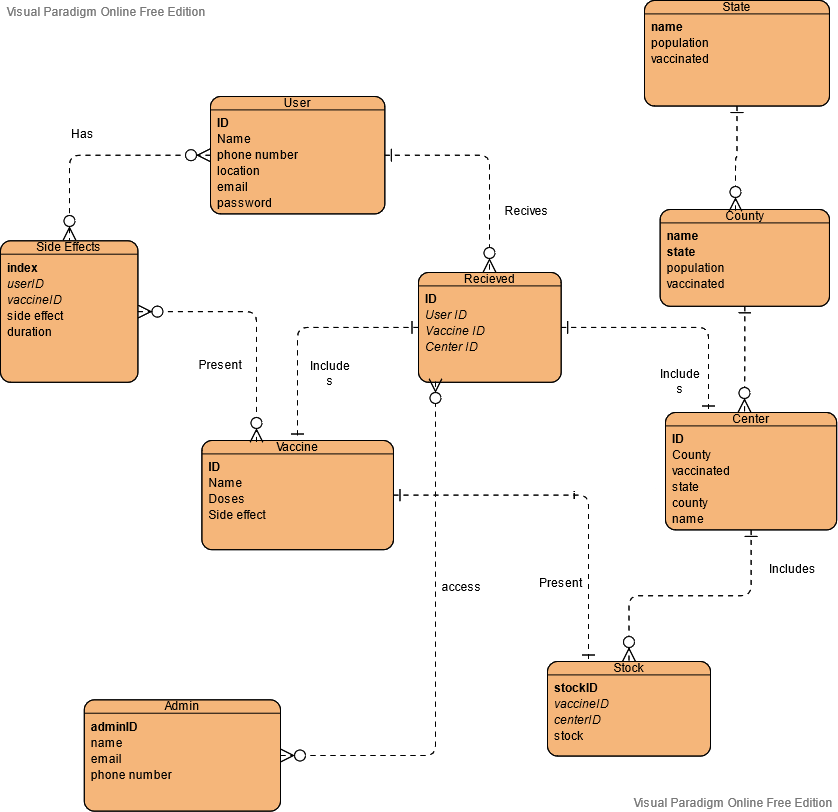 Visual Paradigm Online Free Edition
State
name
population
vaccinated
User
ID
Name
phone number
location
email
password
Has
Recives
County
name
state
population
vaccinated
Side Effects
index
userID
vaccineID
side effect
duration
Recieved
ID
User ID
Vaccine ID
Center ID
Present
Include
s
Include
s
Center
ID
County
vaccinated
state
county
name
Vaccine
ID
Name
Doses
Side effect
access
Present
Includes
Stock
stockID
vaccineID
centerID
stock
Admin
adminID
name
email
phone number
Visual Paradigm Online Free Edition